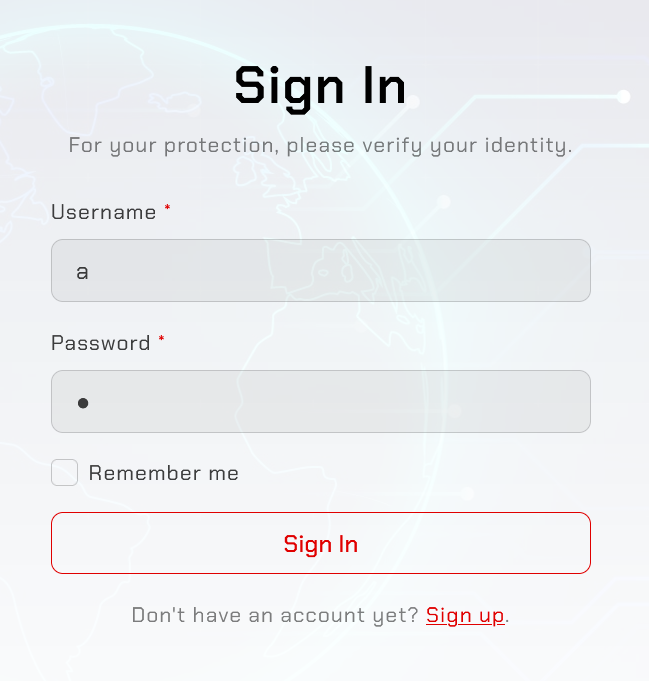 Sign In
For your protection, please verify your identity.
Username *
a
Password *
●
Remember me
Sign In
Don't have an account yet? Sign up.